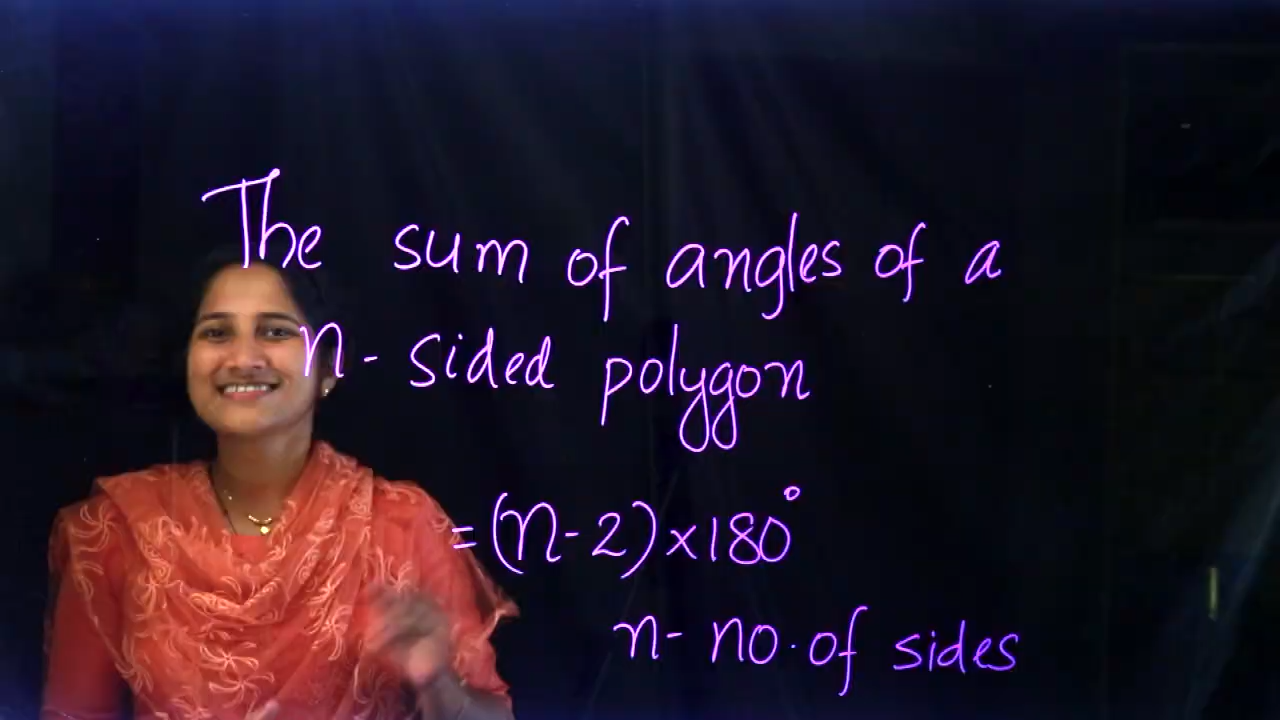 The sum of angles of a
n- sided polygon
= (n-2)×180°
n- no. of sides